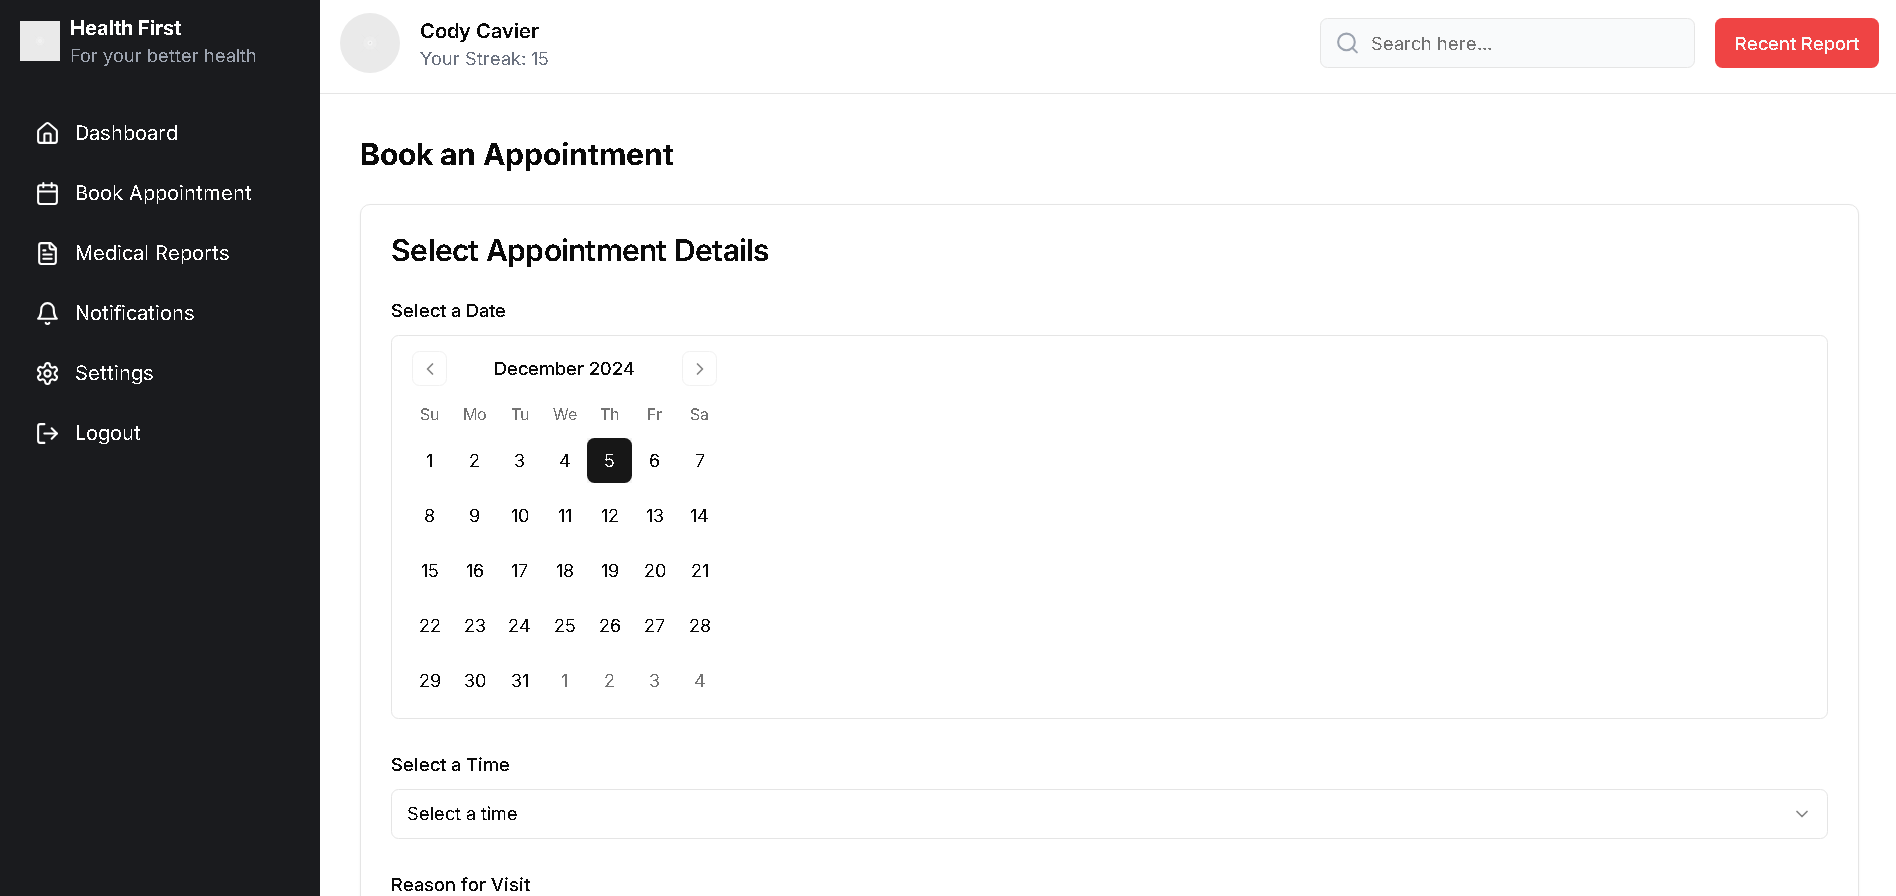 Health First
For your better health
Dashboard
Book Appointment
Medical Reports
Notifications
Settings
Logout
Cody Cavier
Your Streak: 15
Search here...
Recent Report
Book an Appointment
Select Appointment Details
Select a Date
December 2024
Su Mo Tu We Th Fr Sa
1 2 3 4 5 6 7
8 9 10 11 12 13 14
15 16 17 18 19 20 21
22 23 24 25 26 27 28
29 30 31 1 2 3 4
Select a Time
Select a time
Reason for Visit